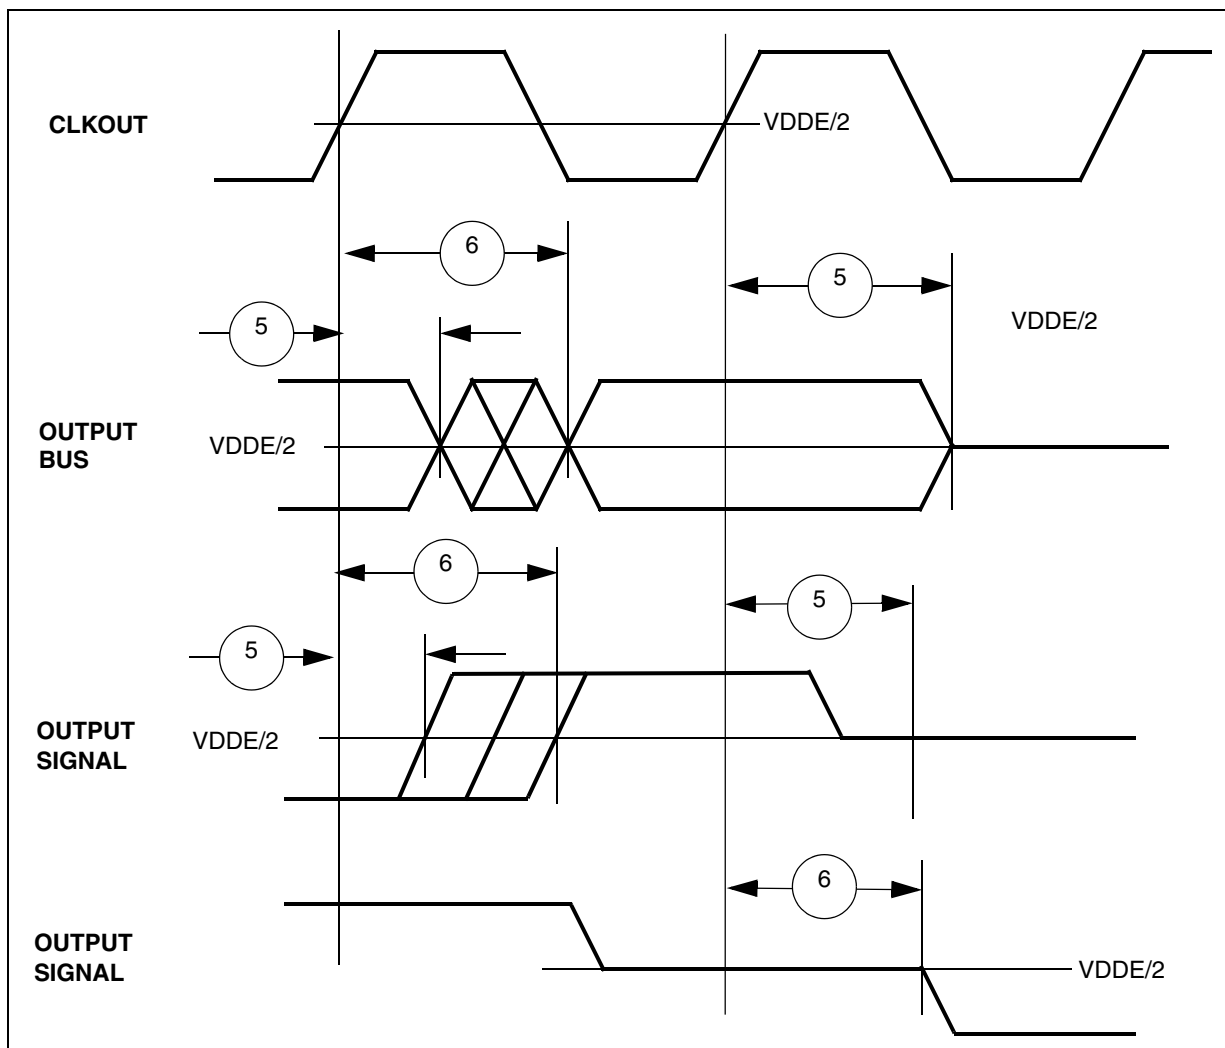 CLKOUT
VDDE/2
6
5
5
VDDE/2
OUTPUT
BUS
VDDE/2
6
5
5
OUTPUT
SIGNAL
VDDE/2
6
OUTPUT
SIGNAL
VDDE/2